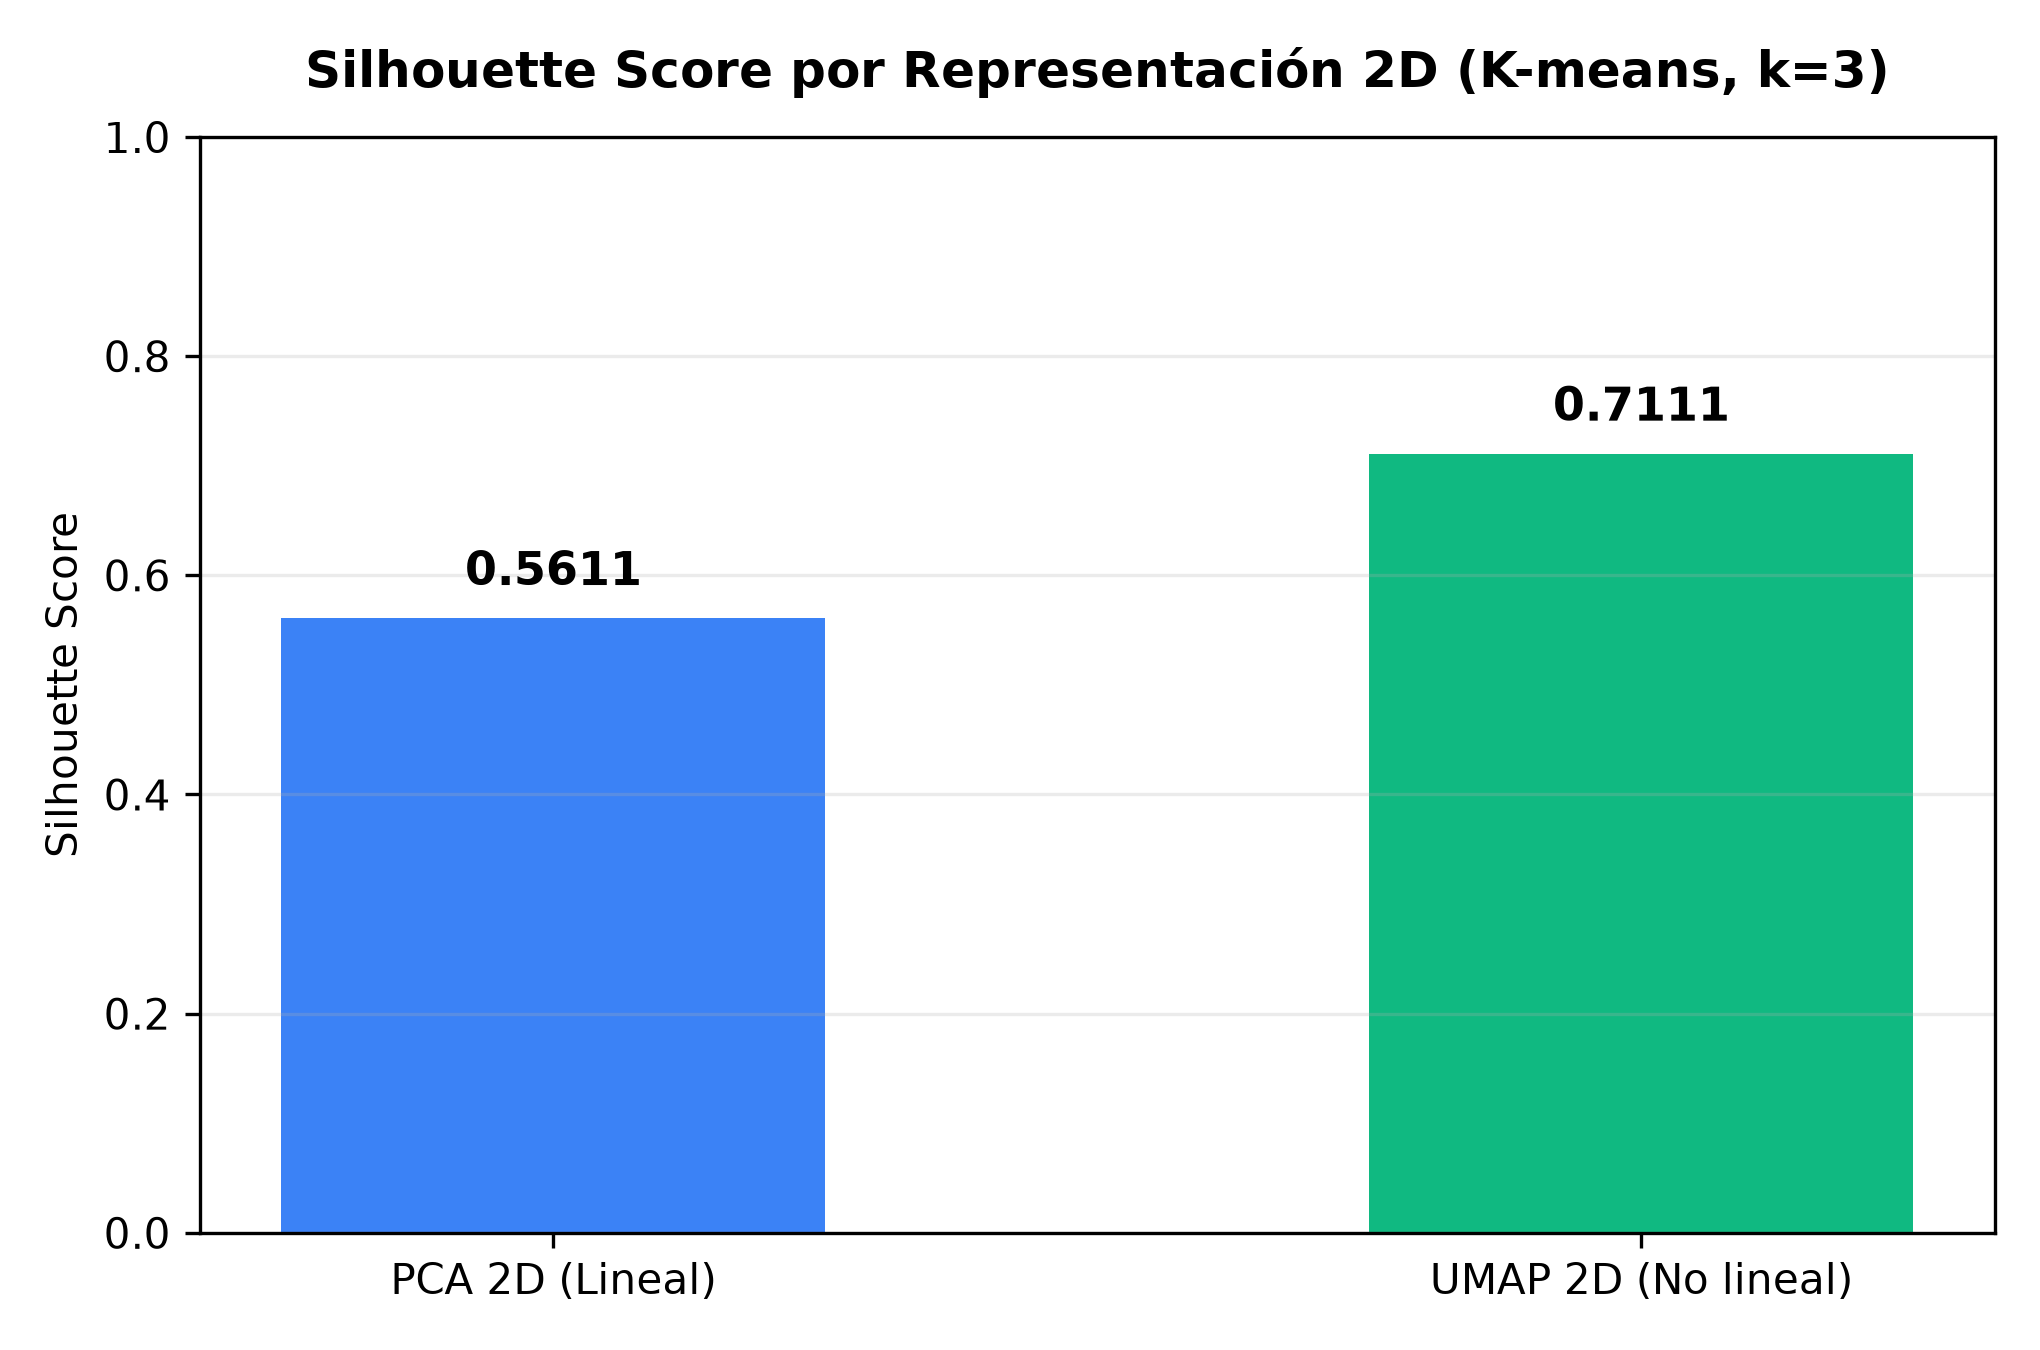 Silhouette Score por Representación 2D (K-means, k=3)
1.0
0.8
0.6
0.4
0.2
0.0
Silhouette Score
0.5611
0.7111
PCA 2D (Lineal)
UMAP 2D (No lineal)